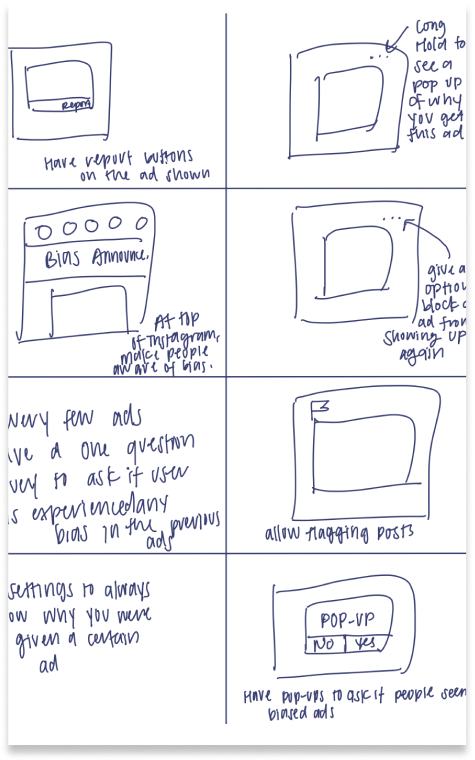 Report
Have report buttons
on the ad shown
long
Hold to
see a
pop up
of why
you get
this ad
Bias Announce.
At top
of Instagram,
make people
aware of bias.
give a
optio
block a
ad from
showing up
again
very few ads
ve a one question
vey to ask if user
s experienced any
bias in the previous
ads
allow flagging posts
settings to always
ow why you were
given a certain
ad
POP-UP
NO yes
Have pop-ups to ask if people seen
biased ads